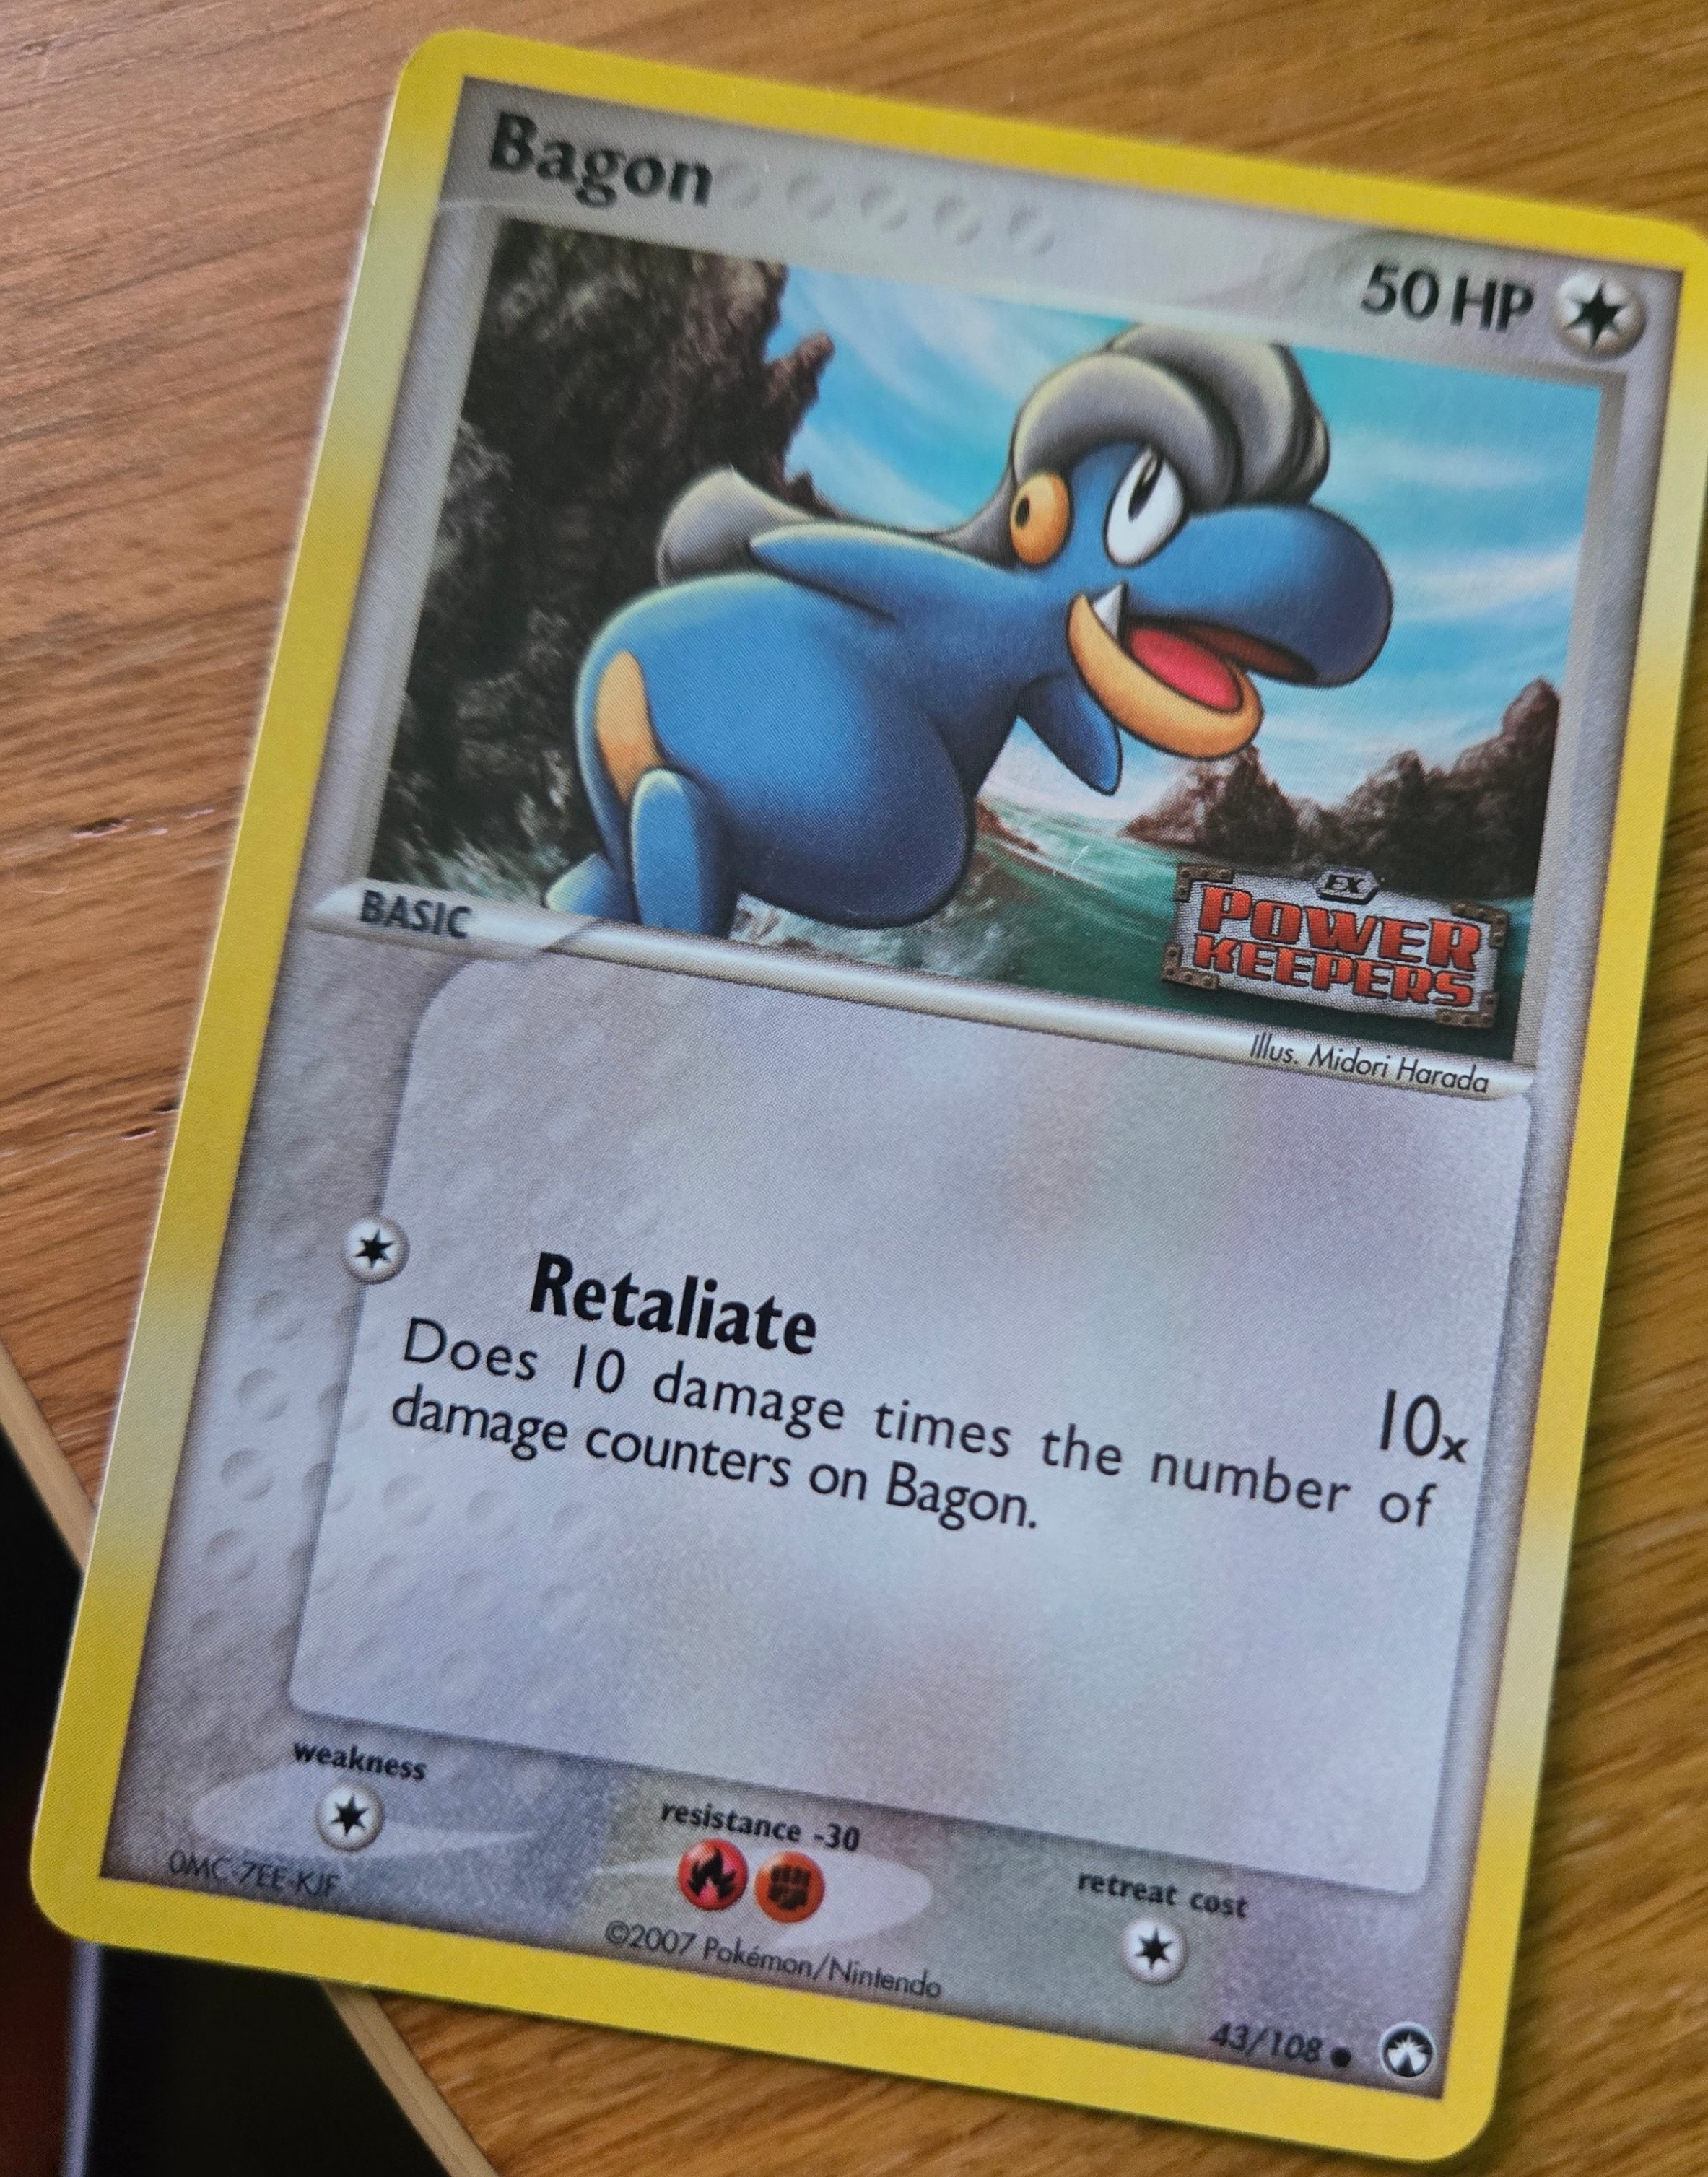 Bagon
50 HP
EX
POWER
KEEPERS
BASIC
Illus. Midori Harada
Retaliate
10x
Does 10 damage times the number of
damage counters on Bagon.
weakness
resistance -30
retreat cost
0MC-7EE-KJF
©2007 Pokémon/Nintendo
43/108